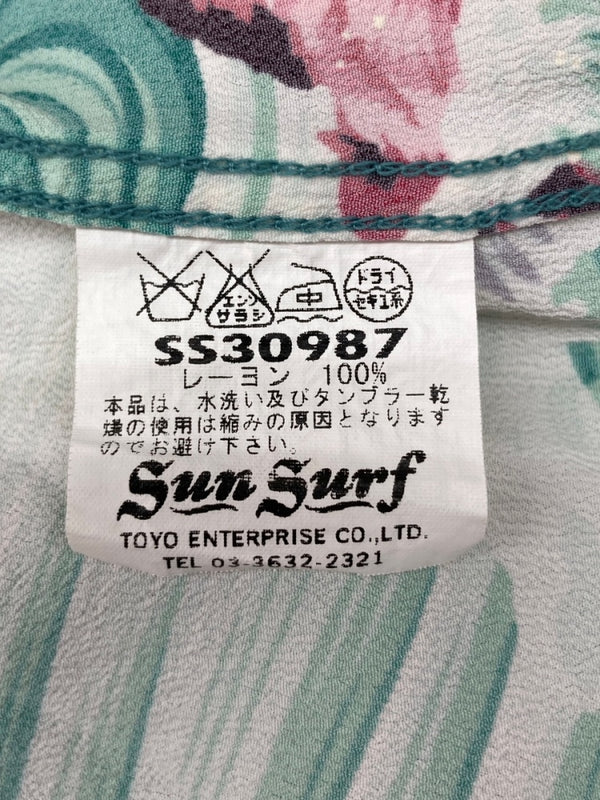 エンソ サラシ
中
ドライ
セキユ系
SS30987
レーヨン 100%
本品は、水洗い及びタンブラー乾
燥の使用は縮みの原因となります
のでお避け下さい。
Sun Surf
TOYO ENTERPRISE CO.,LTD.
TEL 03-3632-2321